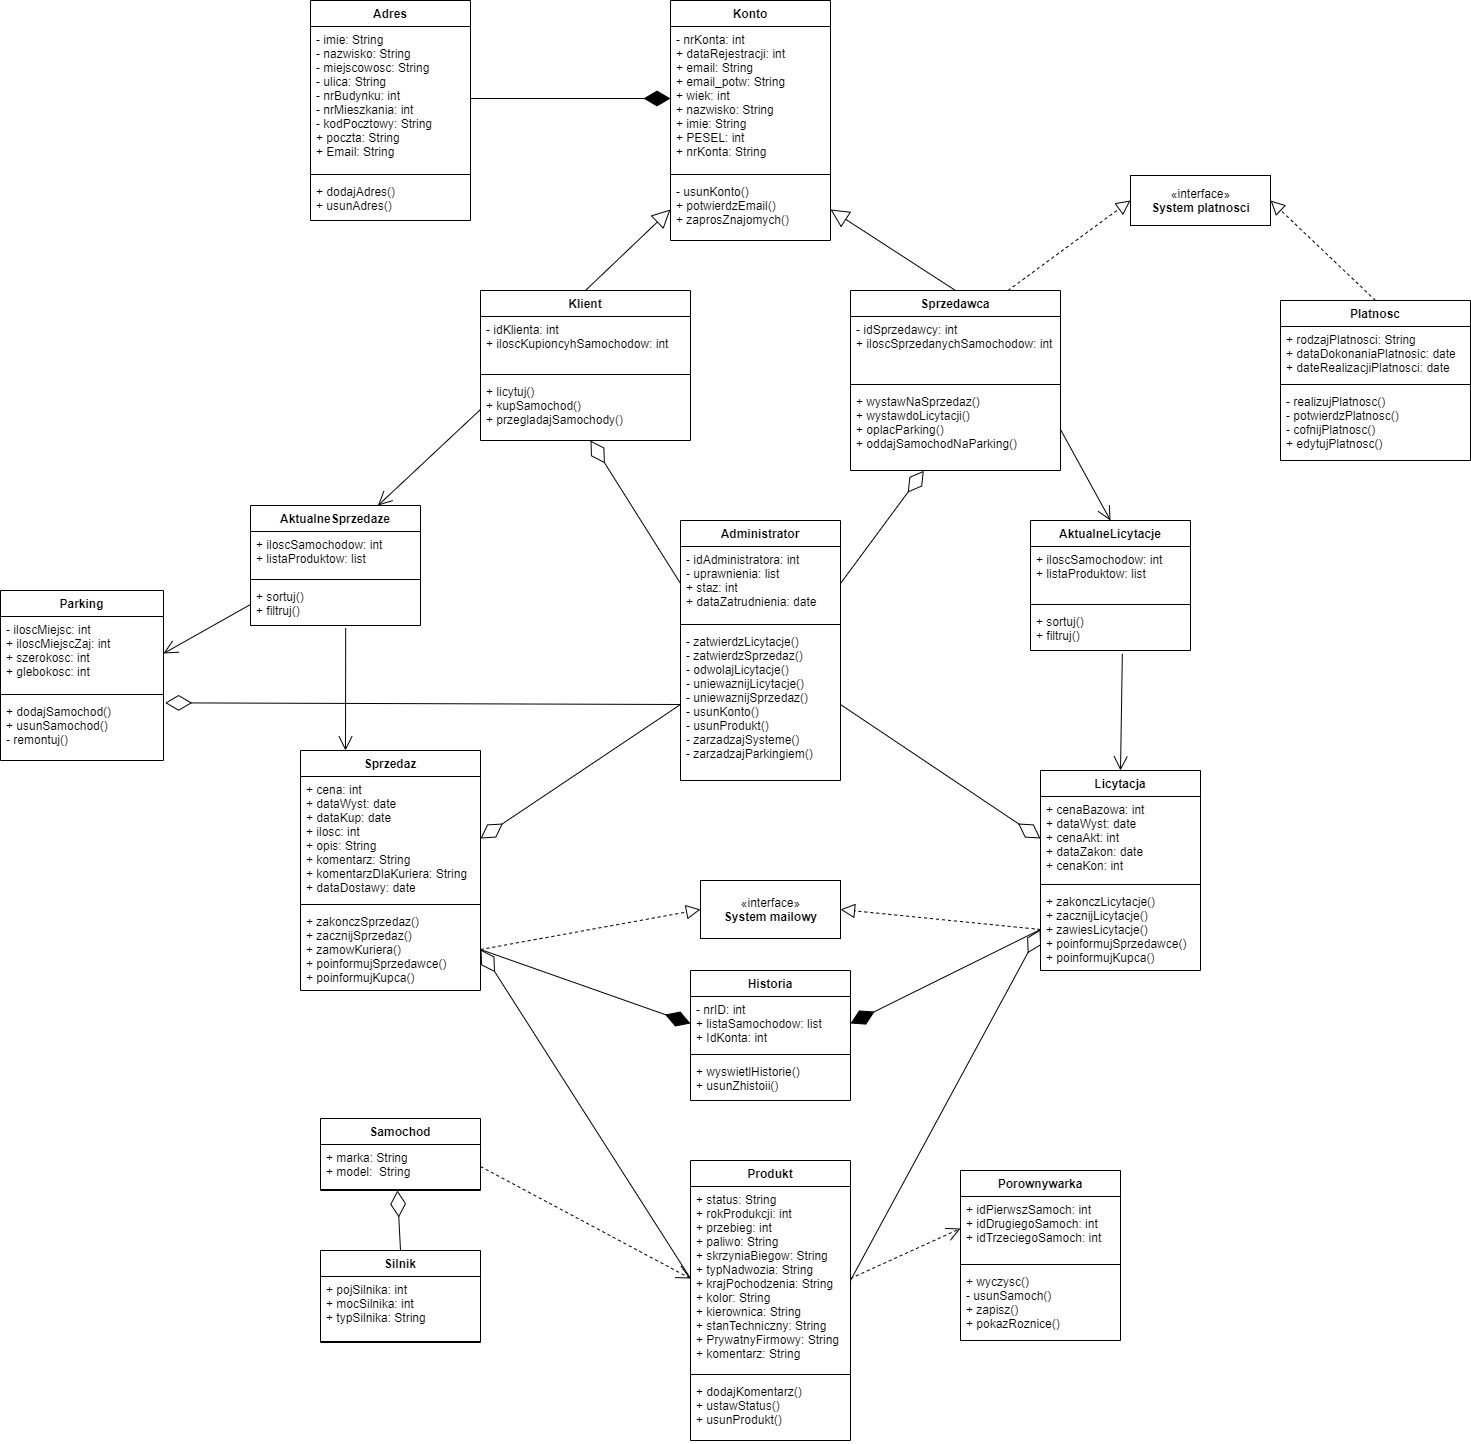 Adres
- imie: String
- nazwisko: String
- miejscowosc: String
- ulica: String
- nrBudynku: int
- nrMieszkania: int
- kodPocztowy: String
+ poczta: String
+ Email: String
+ dodajAdres()
+ usunAdres()
Konto
- nrKonta: int
+ dataRejestracji: int
+ email: String
+ email_potw: String
+ wiek: int
+ nazwisko: String
+ imie: String
+ PESEL: int
+ nrKonta: String
- usunKonto()
+ potwierdzEmail()
+ zaprosZnajomych()
«interface»
System platnosci
Klient
- idKlienta: int
+ iloscKupioncyhSamochodow: int
+ licytuj()
+ kupSamochod()
+ przegladajSamochody()
Sprzedawca
- idSprzedawcy: int
+ iloscSprzedanychSamochodow: int
+ wystawNaSprzedaz()
+ wystawdoLicytacji()
+ oplacParking()
+ oddajSamochodNaParking()
Platnosc
+ rodzajPlatnosci: String
+ dataDokonaniaPlatnosic: date
+ dateRealizacjiPlatnosci: date
- realizujPlatnosc()
- potwierdzPlatnosc()
- cofnijPlatnosc()
+ edytujPlatnosc()
AktualneSprzedaze
+ iloscSamochodow: int
+ listaProduktow: list
+ sortuj()
+ filtruj()
Administrator
- idAdministratora: int
- uprawnienia: list
+ staz: int
+ dataZatrudnienia: date
- zatwierdzLicytacje()
- zatwierdzSprzedaz()
- odwolajLicytacje()
- uniewaznijLicytacje()
- uniewaznijSprzedaz()
- usunKonto()
- usunProdukt()
- zarzadzajSysteme()
- zarzadzajParkingiem()
AktualneLicytacje
+ iloscSamochodow: int
+ listaProduktow: list
+ sortuj()
+ filtruj()
Parking
- iloscMiejsc: int
+ iloscMiejscZaj: int
+ szerokosc: int
+ glebokosc: int
+ dodajSamochod()
+ usunSamochod()
- remontuj()
Sprzedaz
+ cena: int
+ dataWyst: date
+ dataKup: date
+ ilosc: int
+ opis: String
+ komentarz: String
+ komentarzDlaKuriera: String
+ dataDostawy: date
+ zakonczSprzedaz()
+ zacznijSprzedaz()
+ zamowKuriera()
+ poinformujSprzedawce()
+ poinformujKupca()
Licytacja
+ cenaBazowa: int
+ dataWyst: date
+ cenaAkt: int
+ dataZakon: date
+ cenaKon: int
+ zakonczLicytacje()
+ zacznijLicytacje()
+ zawiesLicytacje()
+ poinformujSprzedawce()
+ poinformujKupca()
«interface»
System mailowy
Historia
- nrID: int
+ listaSamochodow: list
+ IdKonta: int
+ wyswietlHistorie()
+ usunZhistoii()
Samochod
+ marka: String
+ model:  String
Silnik
+ pojSilnika: int
+ mocSilnika: int
+ typSilnika: String
Produkt
+ status: String
+ rokProdukcji: int
+ przebieg: int
+ paliwo: String
+ skrzyniaBiegow: String
+ typNadwozia: String
+ krajPochodzenia: String
+ kolor: String
+ kierownica: String
+ stanTechniczny: String
+ PrywatnyFirmowy: String
+ komentarz: String
+ dodajKomentarz()
+ ustawStatus()
+ usunProdukt()
Porownywarka
+ idPierwszSamoch: int
+ idDrugiegoSamoch: int
+ idTrzeciegoSamoch: int
+ wyczysc()
- usunSamoch()
+ zapisz()
+ pokazRoznice()